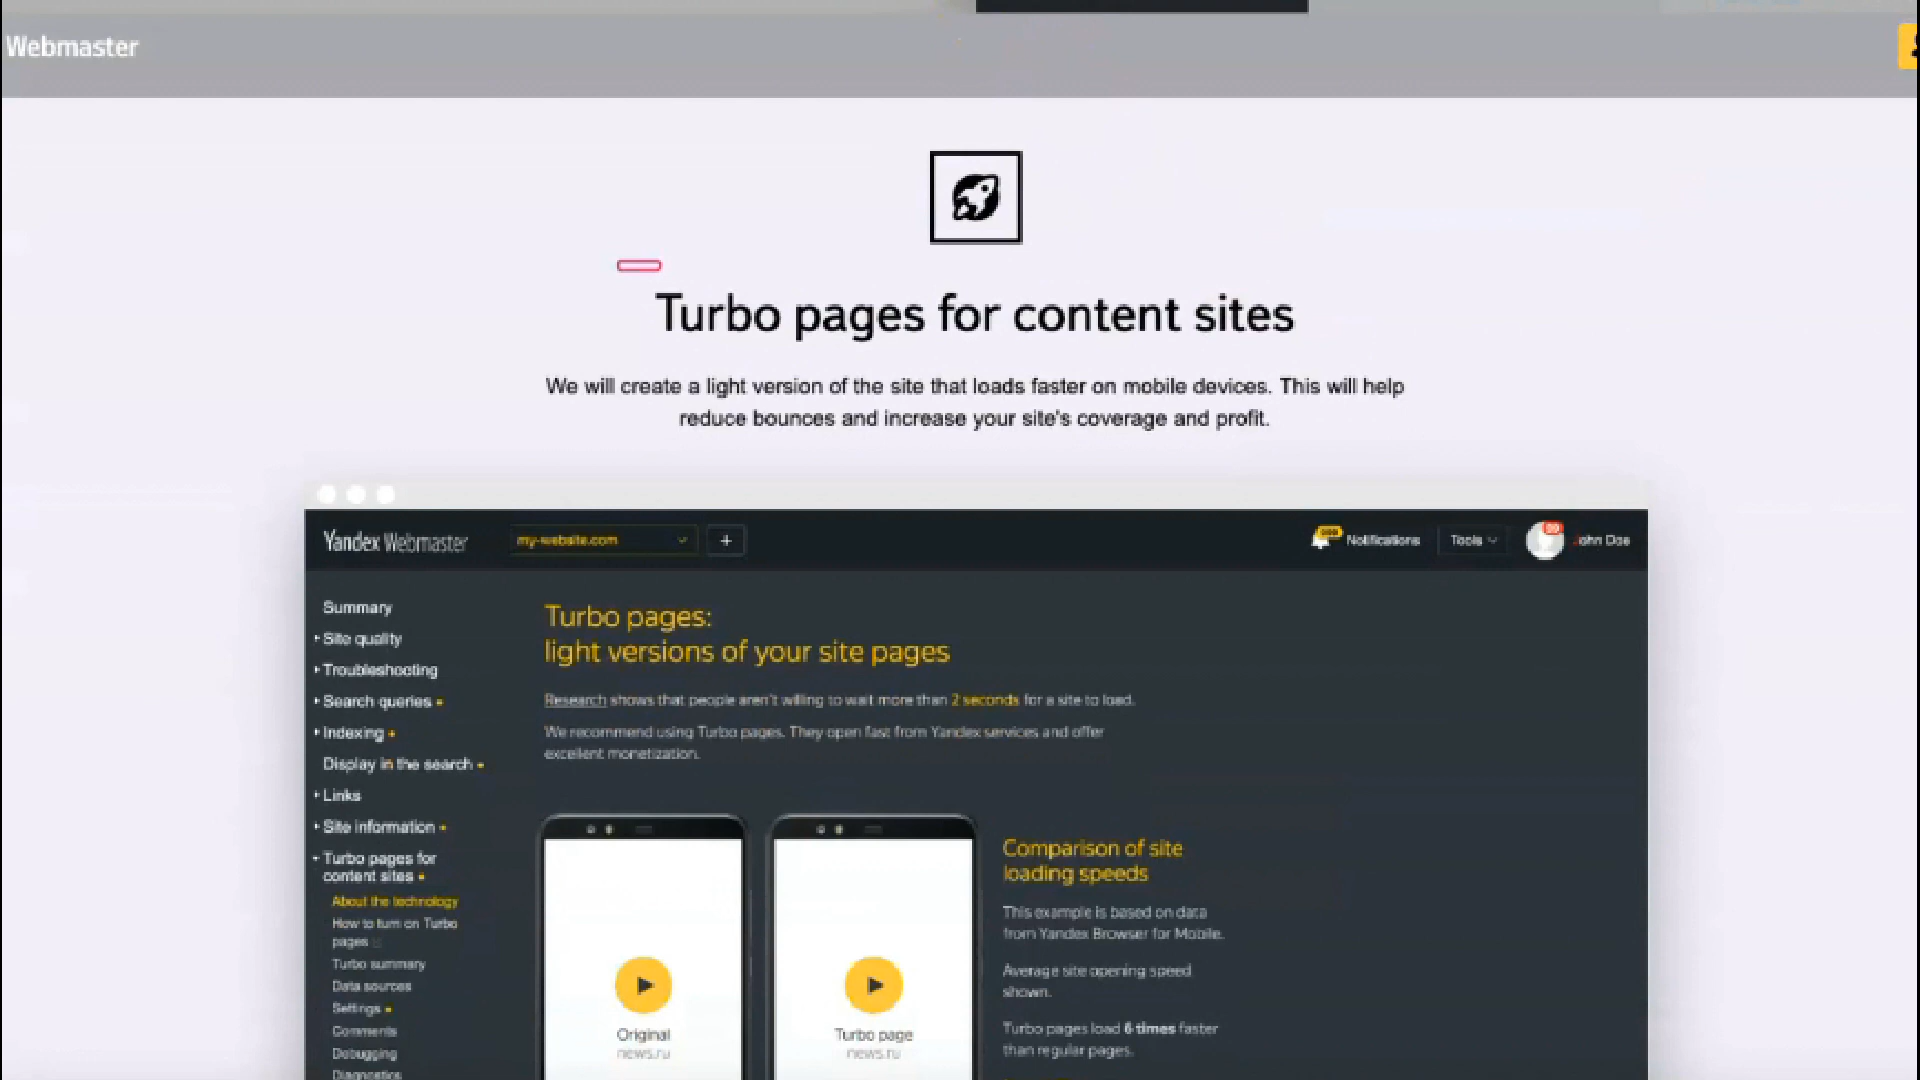 Webmaster
Turbo pages for content sites
We will create a light version of the site that loads faster on mobile devices. This will help
reduce bounces and increase your site's coverage and profit.
Yandex Webmaster
my-website.com
+
Notifications
Tools
John Doe
Summary
Site quality
Troubleshooting
Search queries
Indexing
Display in the search
Links
Site information
Turbo pages for
content sites
About the technology
How to turn on Turbo
pages
Turbo summary
Data sources
Settings
Comments
Debugging
Diagnostics
Turbo pages:
light versions of your site pages
Research shows that people aren't willing to wait more than 2 seconds for a site to load.
We recommend using Turbo pages. They open fast from Yandex services and offer
excellent monetization.
Original
news.ru
Turbo page
news.ru
Comparison of site
loading speeds
This example is based on data
from Yandex Browser for Mobile.
Average site opening speed
shown.
Turbo pages load 6 times faster
than regular pages.